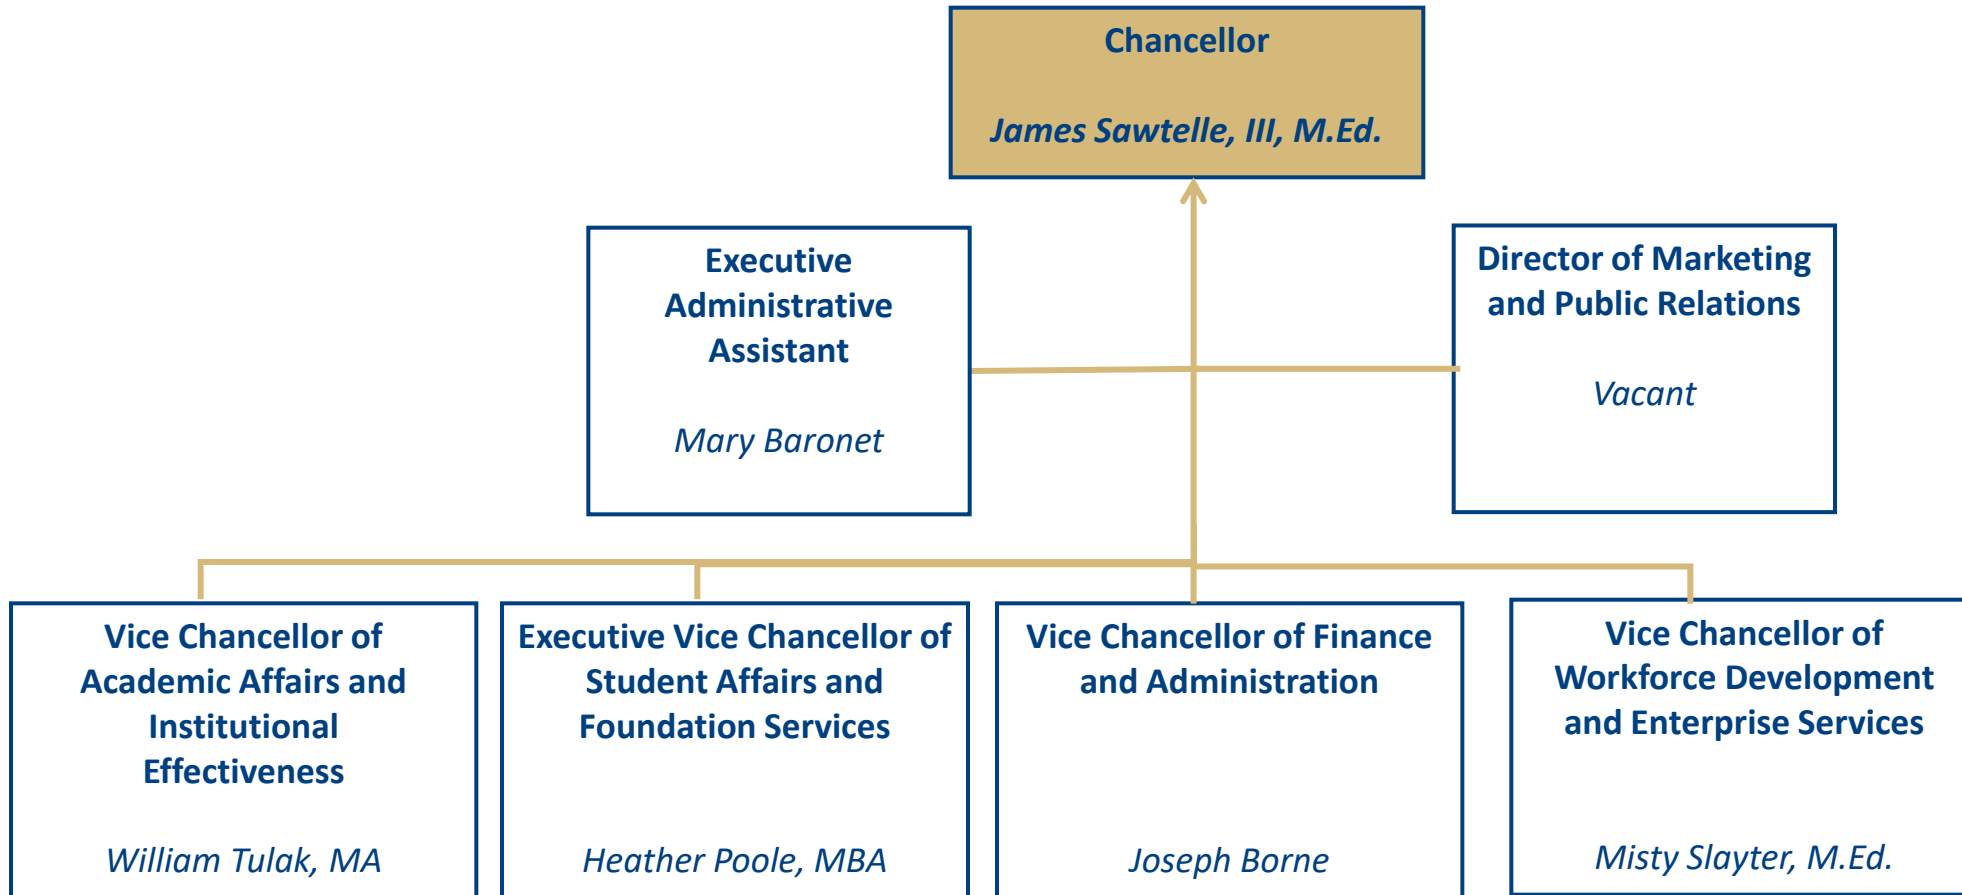 Chancellor
James Sawtelle, III, M.Ed.
Executive
Administrative
Assistant
Mary Baronet
Director of Marketing
and Public Relations
Vacant
Vice Chancellor of
Academic Affairs and
Institutional
Effectiveness
William Tulak, MA
Executive Vice Chancellor of
Student Affairs and
Foundation Services
Heather Poole, MBA
Vice Chancellor of Finance
and Administration
Joseph Borne
Vice Chancellor of
Workforce Development
and Enterprise Services
Misty Slayter, M.Ed.